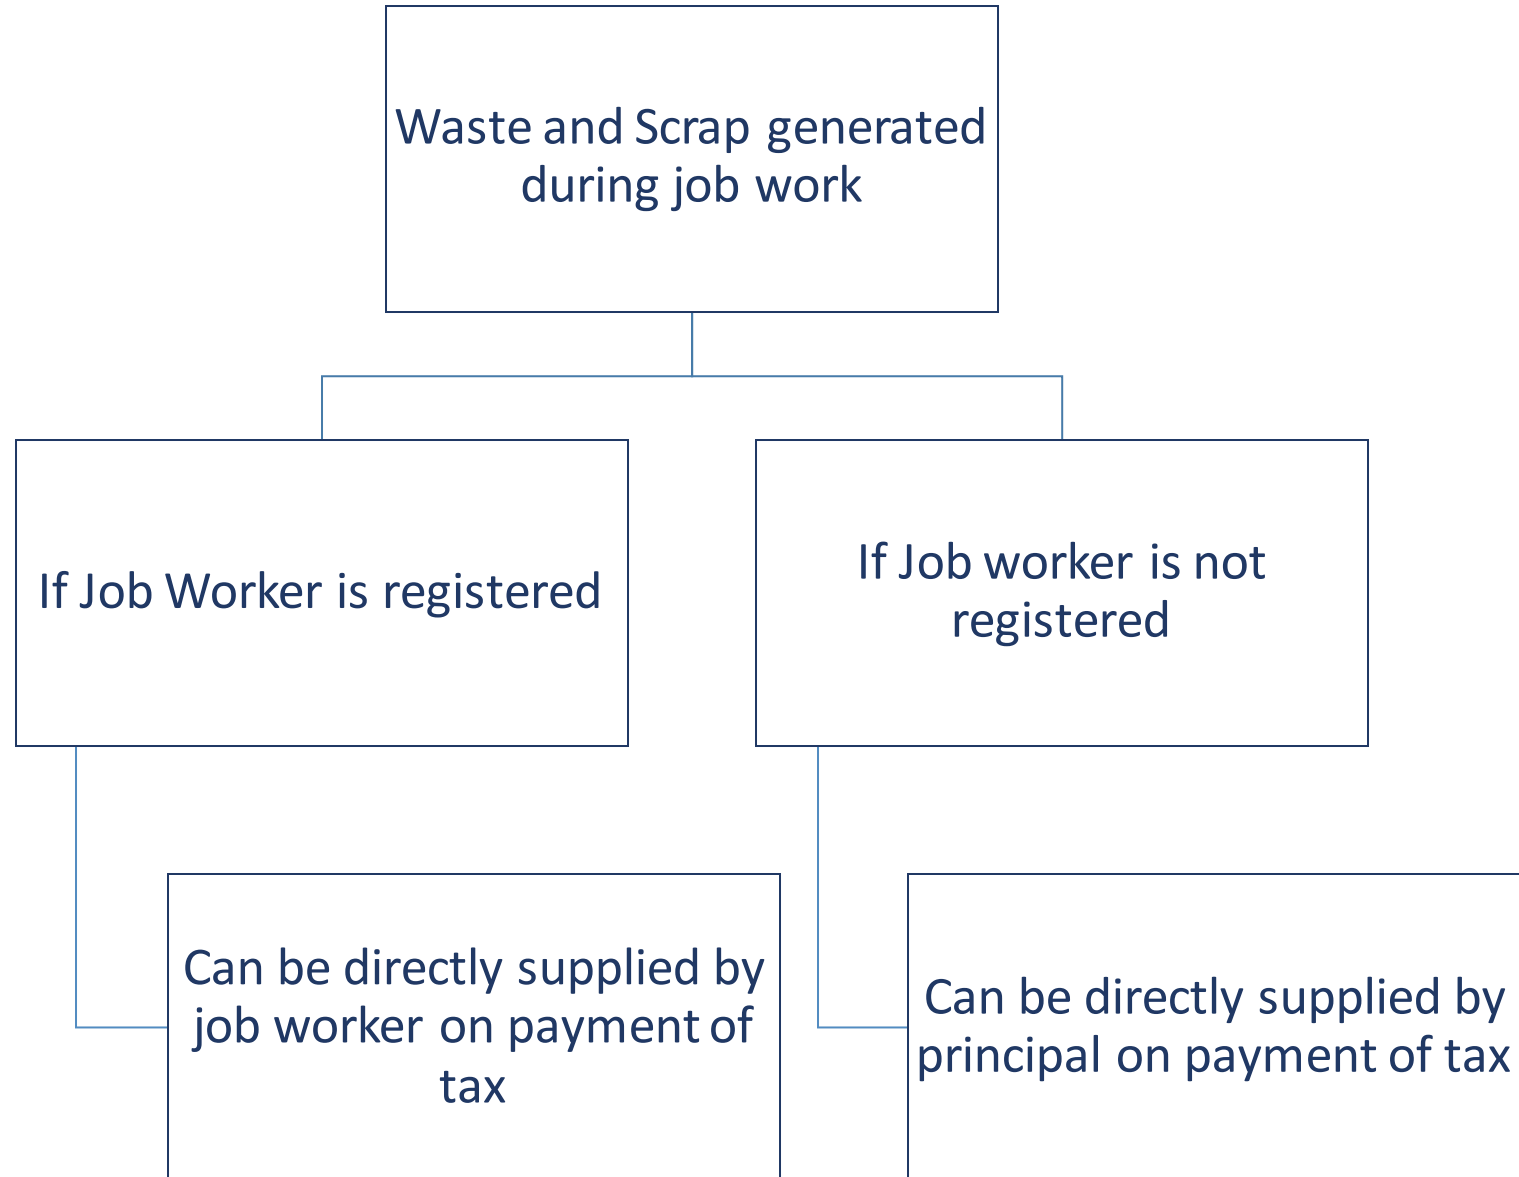 Waste and Scrap generated
during job work
If Job Worker is registered
If Job worker is not
registered
Can be directly supplied by
job worker on payment of
tax
Can be directly supplied by
principal on payment of tax